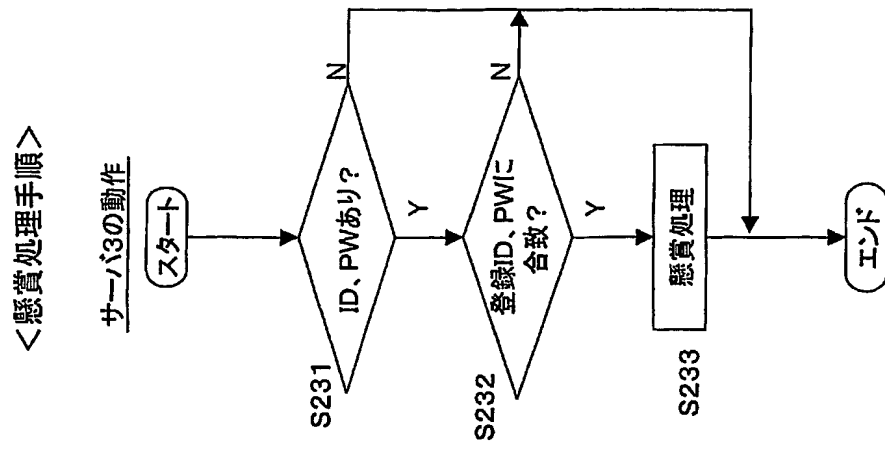 <懸賞処理手順>
サーバ3の動作
スタート
S231
ID、PWあり?
N
Y
S232
登録ID、PWに
合致?
N
Y
S233
懸賞処理
エンド